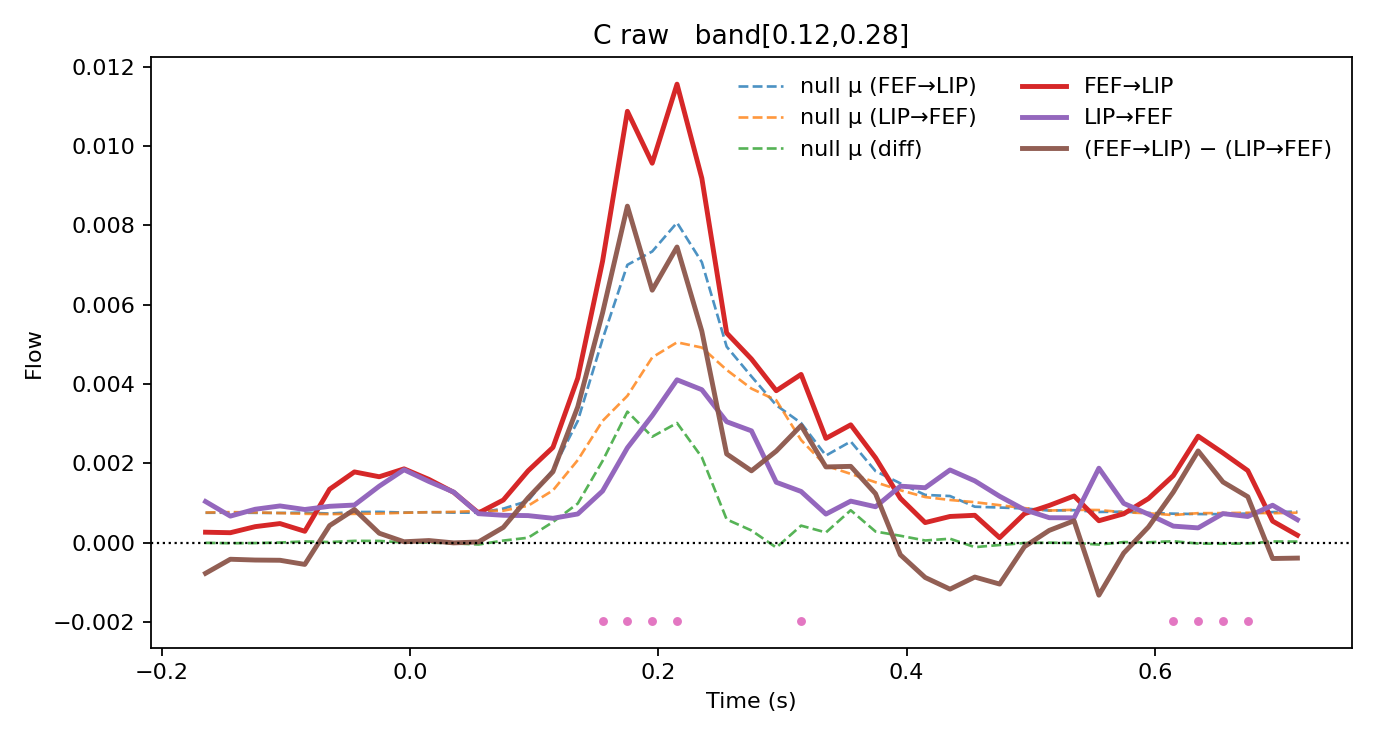 C raw   band[0.12,0.28]
0.012
0.010
0.008
0.006
0.004
0.002
0.000
−0.002
Flow
null μ (FEF→LIP)
null μ (LIP→FEF)
null μ (diff)
FEF→LIP
LIP→FEF
(FEF→LIP) − (LIP→FEF)
−0.2
0.0
0.2
0.4
0.6
Time (s)